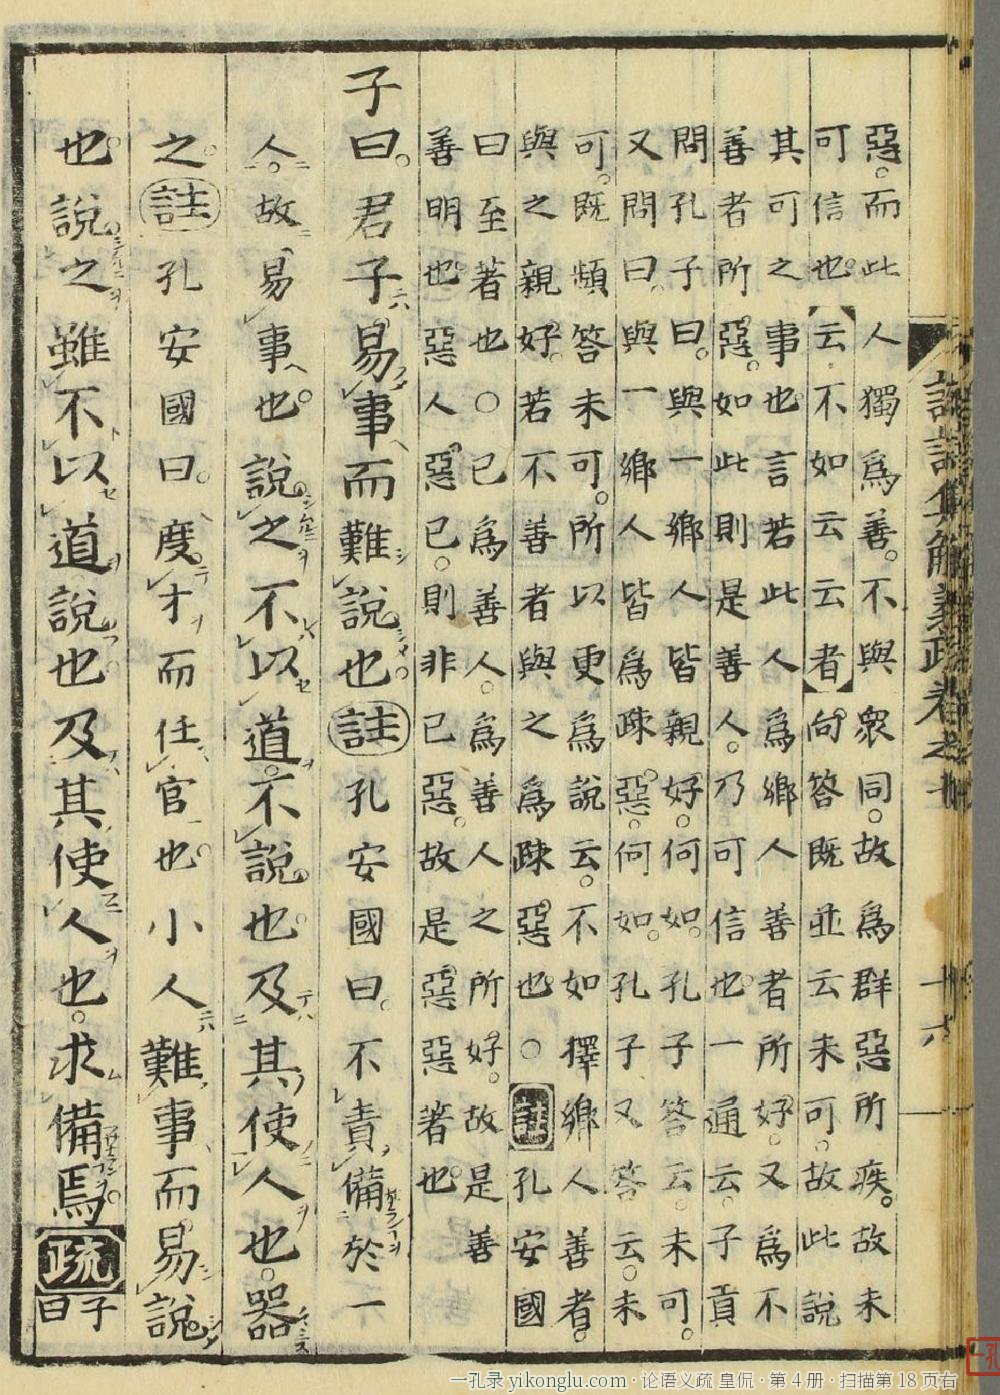 惡。而此人獨爲善。不與衆同。故爲群惡所疾。故未
可信也。云不如云云者向答既並云未可。故此說
其可之事也。言若此人爲鄉人善者所好。又爲不
善者所惡。如此則是善人。乃可信也。一通云。子貢
問孔子曰。與一鄉人皆親好。何如。孔子答云。未可。
又問曰。與一鄉人皆爲疎惡。何如。孔子又答云。未
可。既頻答未可。所以更爲說云。不如擇鄉人善者。
與之親好。若不善者與之爲疎惡也。○註孔安國
曰至著也○已爲善人。爲善人之所好。故是善
善明也。惡人惡已。則非已惡。故是惡惡著也。
子曰。君子易事而難說也。註孔安國曰。不責備於一
人。故易事也。說之不以道。不說也。及其使人也。器
之。註孔安國曰。度才而任官也。小人難事而易說
也。說之雖不以道說也。及其使人也。求備焉。疏子曰
論語集解義疏卷之七
十六
一孔录 yikonglu.com · 论语义疏 皇侃 · 第 4 册 · 扫描第 18 页右
一孔